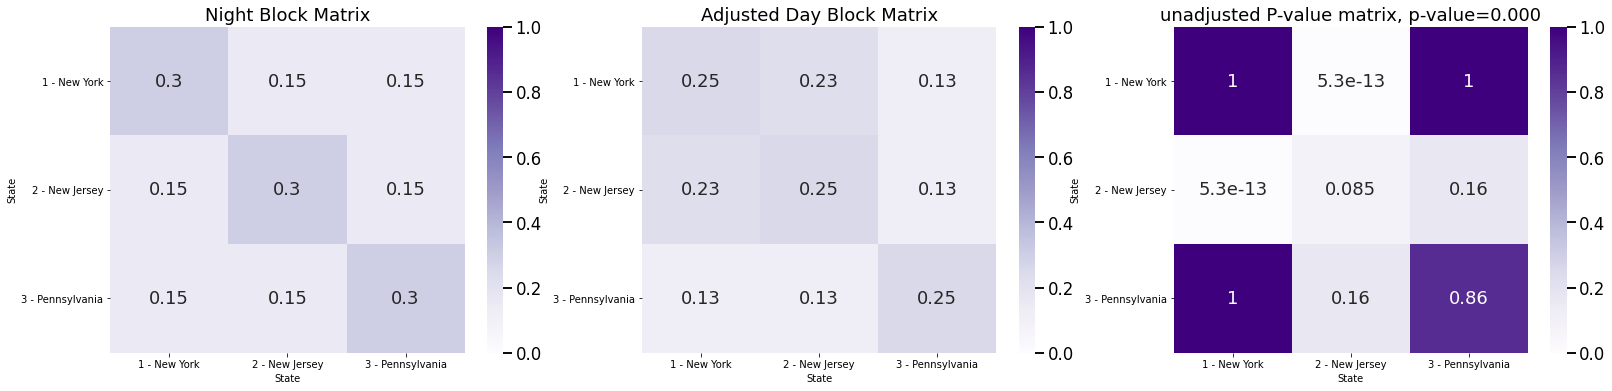 Night Block Matrix
1 - New York
2 - New Jersey
3 - Pennsylvania
State
0.3 0.15 0.15
0.15 0.3 0.15
0.15 0.15 0.3
1 - New York 2 - New Jersey 3 - Pennsylvania
State
1.0
0.8
0.6
0.4
0.2
0.0
Adjusted Day Block Matrix
1 - New York
2 - New Jersey
3 - Pennsylvania
State
0.25 0.23 0.13
0.23 0.25 0.13
0.13 0.13 0.25
1 - New York 2 - New Jersey 3 - Pennsylvania
State
1.0
0.8
0.6
0.4
0.2
0.0
unadjusted P-value matrix, p-value=0.000
1 - New York
2 - New Jersey
3 - Pennsylvania
State
1 5.3e-13 1
5.3e-13 0.085 0.16
1 0.16 0.86
1 - New York 2 - New Jersey 3 - Pennsylvania
State
1.0
0.8
0.6
0.4
0.2
0.0